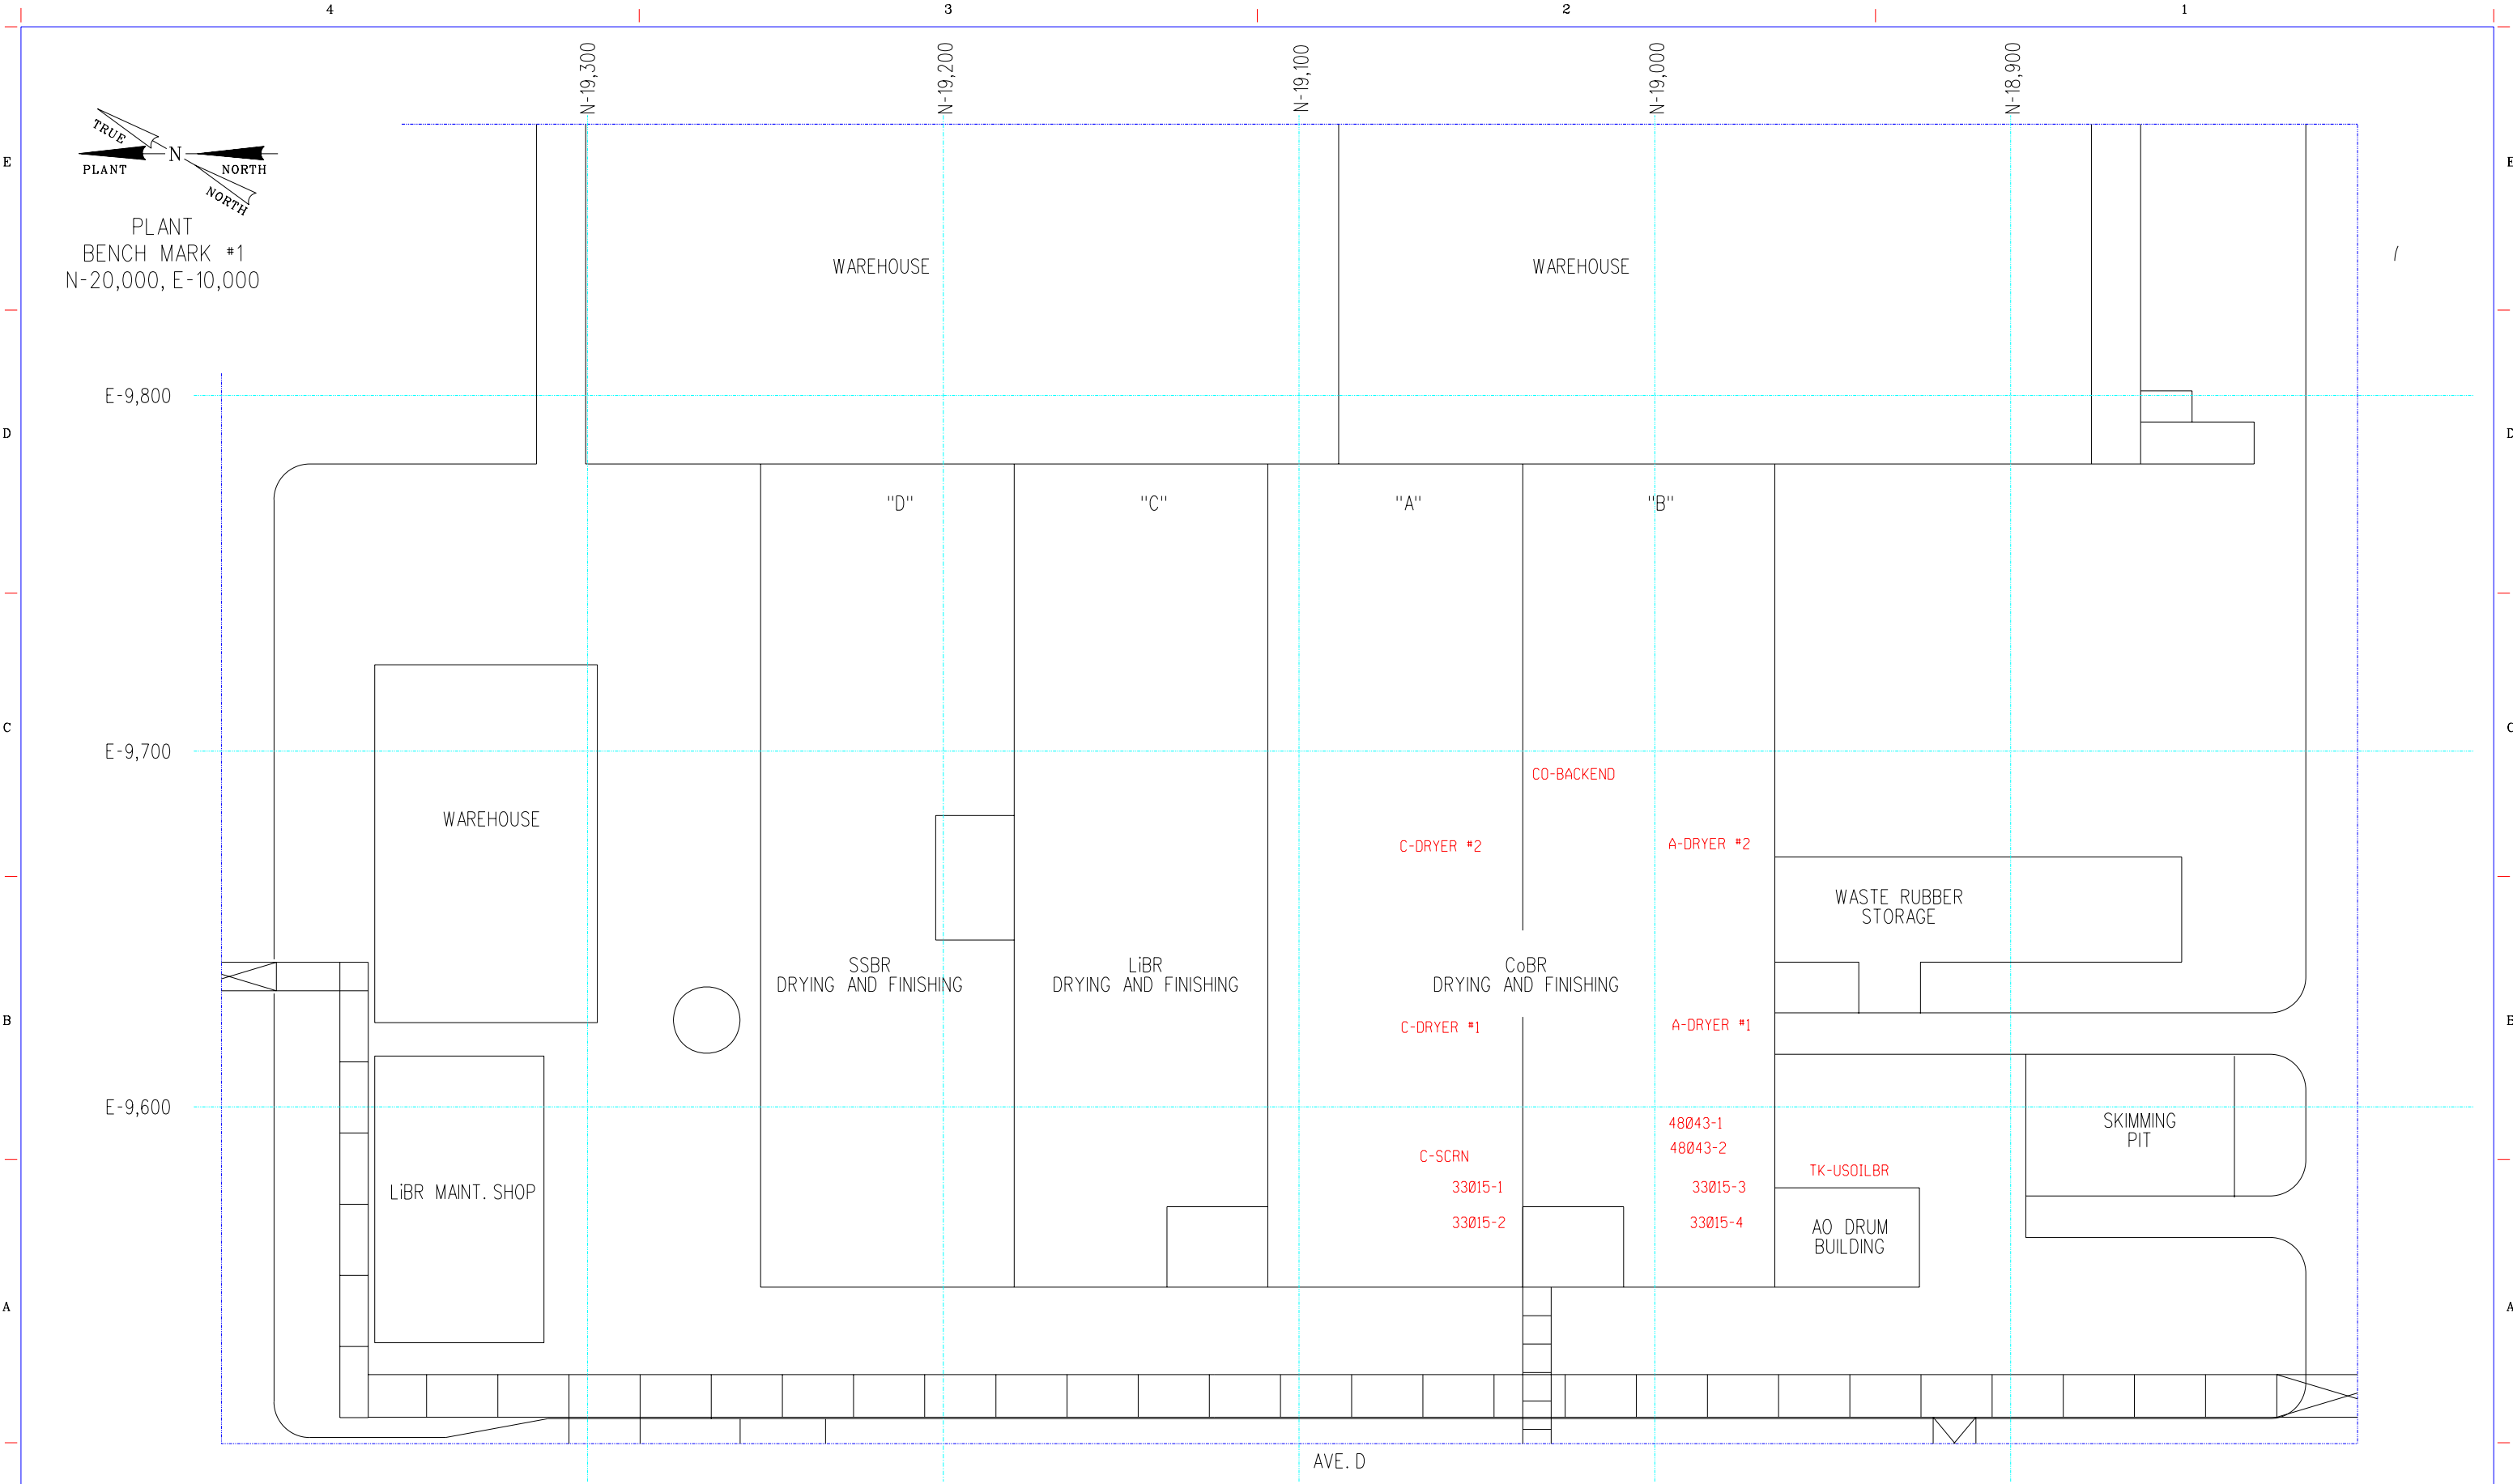 4 3 2 1
N-19,300 N-19,200 N-19,100 N-19,000 N-18,900
TRUE
N
PLANT NORTH
NORTH
E E
PLANT
BENCH MARK #1
N-20,000, E-10,000
WAREHOUSE WAREHOUSE
E-9,800
D D
"D" "C" "A" "B"
C C
E-9,700
CO-BACKEND
WAREHOUSE
C-DRYER #2 A-DRYER #2
WASTE RUBBER
STORAGE
SSBR
DRYING AND FINISHING
LiBR
DRYING AND FINISHING
CoBR
DRYING AND FINISHING
B B
C-DRYER #1 A-DRYER #1
E-9,600
48043-1
48043-2
SKIMMING
PIT
C-SCRN
TK-USOILBR
LiBR MAINT. SHOP
33015-1 33015-3
33015-2 33015-4
AO DRUM
BUILDING
A A
AVE. D